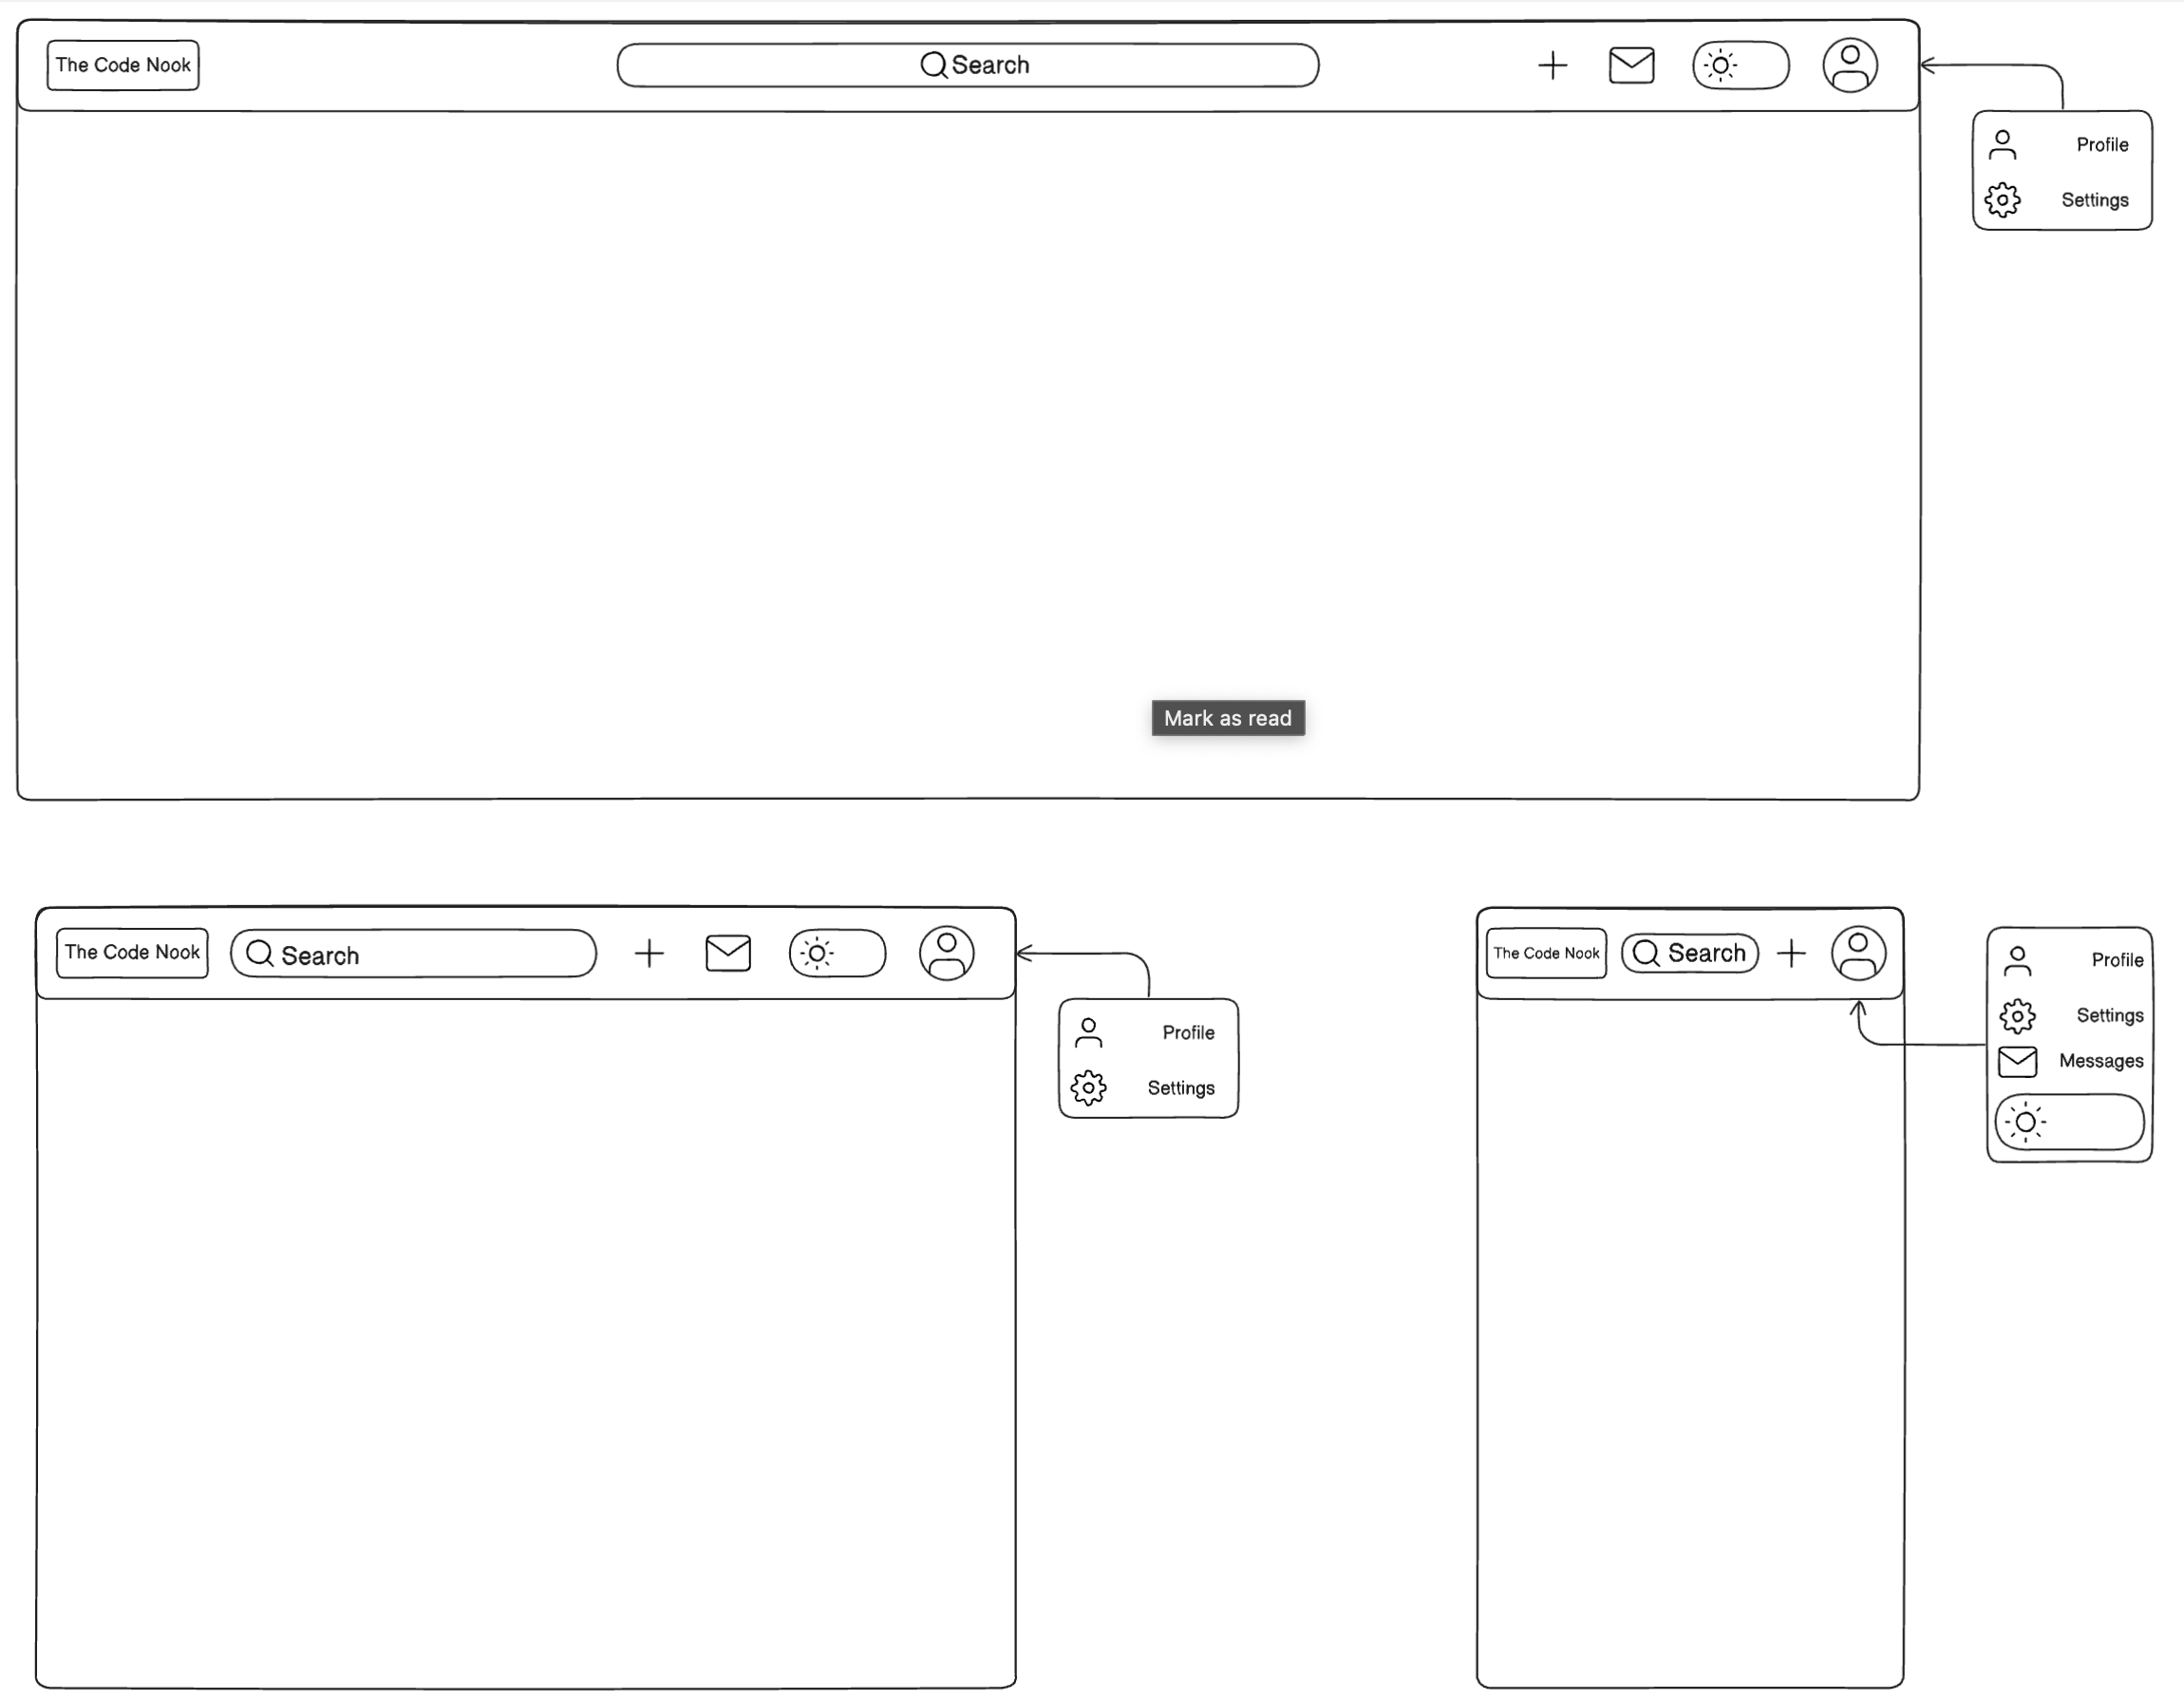 The Code Nook
Search
Profile
Settings
Mark as read
The Code Nook
Search
Profile
Settings
The Code Nook
Search
Profile
Settings
Messages